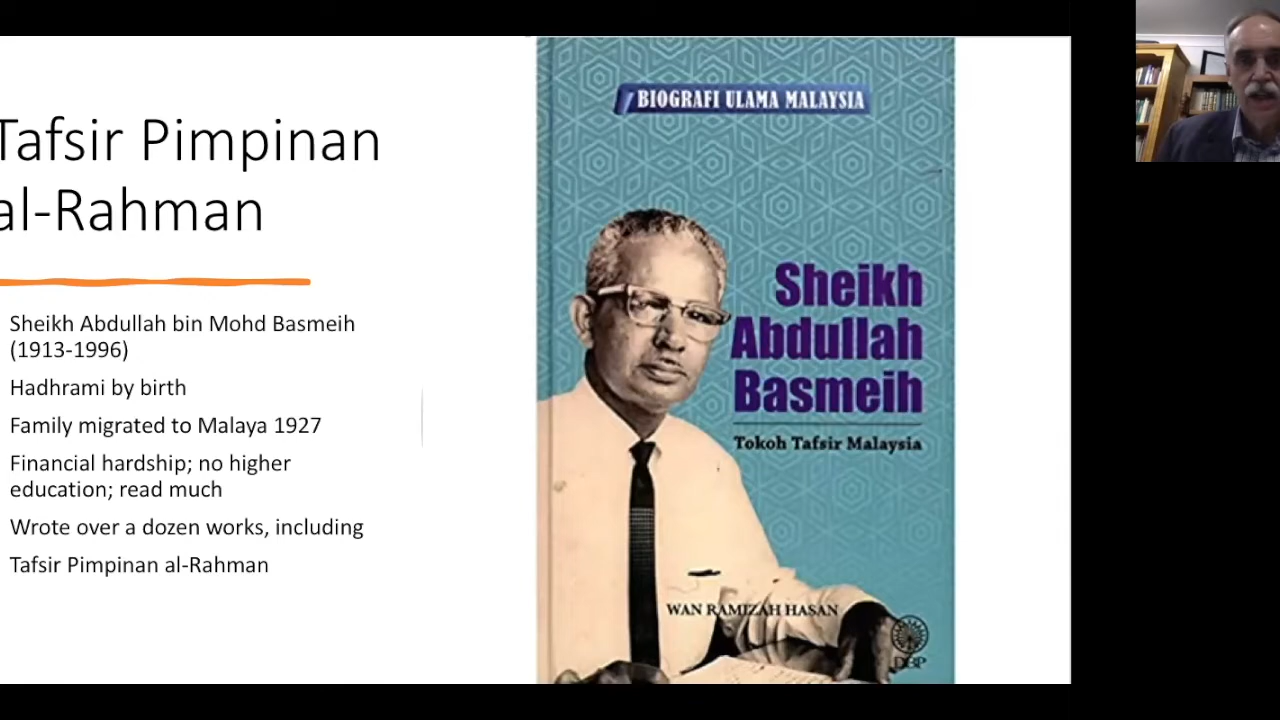 Tafsir Pimpinan
al-Rahman
Sheikh Abdullah bin Mohd Basmeih
(1913-1996)
Hadhrami by birth
Family migrated to Malaya 1927
Financial hardship; no higher
education; read much
Wrote over a dozen works, including
Tafsir Pimpinan al-Rahman
BIOGRAFI ULAMA MALAYSIA
Sheikh
Abdullah
Basmeih
Tokoh Tafsir Malaysia
WAN RAMIZAH HASAN
DBP